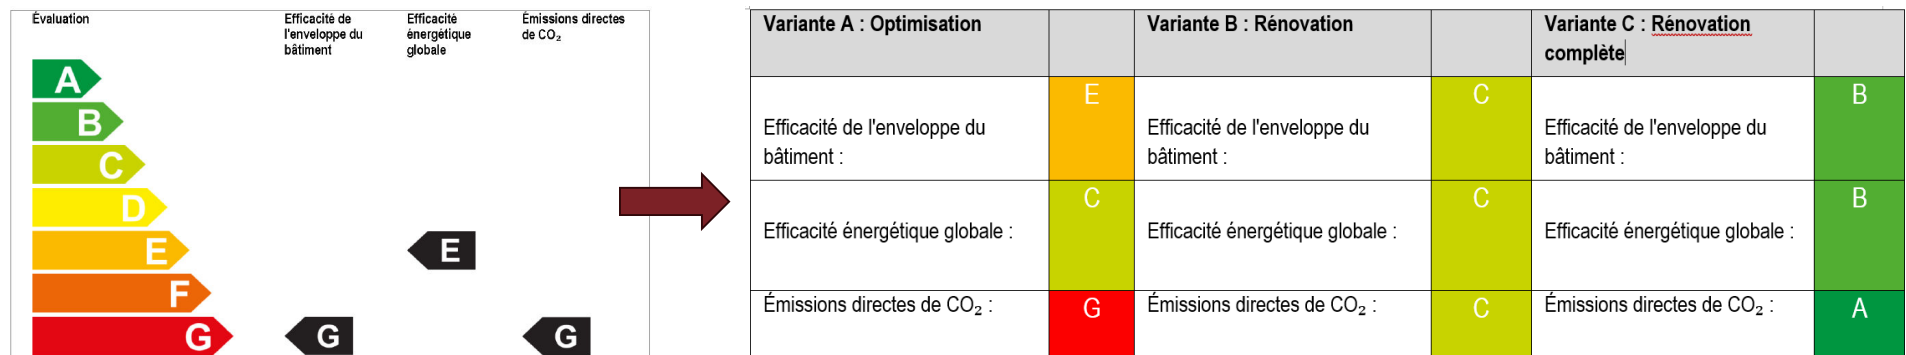 Évaluation
Efficacité de
l'enveloppe du
bâtiment
Efficacité
énergétique
globale
Émissions directes
de CO₂
A
B
C
D
E
E
F
G
G
G
Variante A : Optimisation
Variante B : Rénovation
Variante C : Rénovation
complète
Efficacité de l'enveloppe du
bâtiment :
E
Efficacité de l'enveloppe du
bâtiment :
C
Efficacité de l'enveloppe du
bâtiment :
B
Efficacité énergétique globale :
C
Efficacité énergétique globale :
C
Efficacité énergétique globale :
B
Émissions directes de CO₂ :
G
Émissions directes de CO₂ :
C
Émissions directes de CO₂ :
A